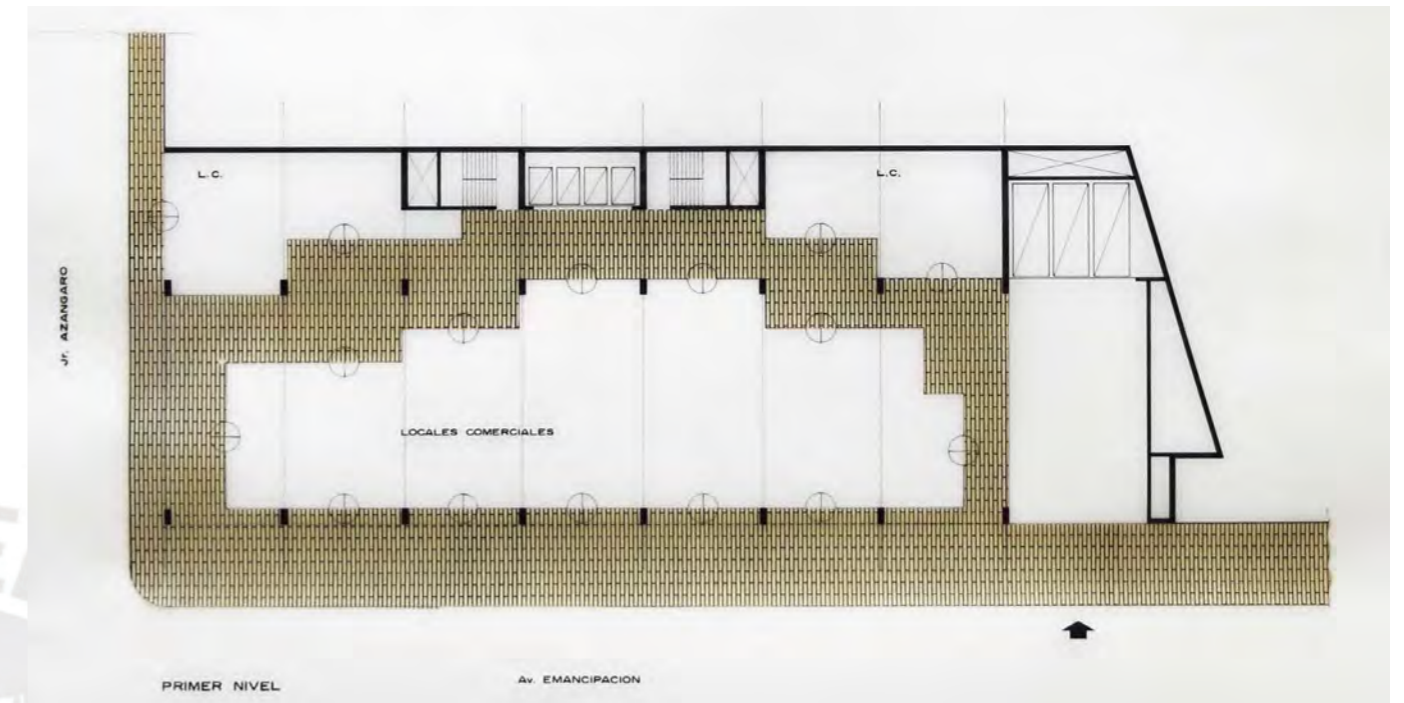 L.C.
L.C.
Jr. AZANGARO
LOCALES COMERCIALES
PRIMER NIVEL
Av. EMANCIPACION